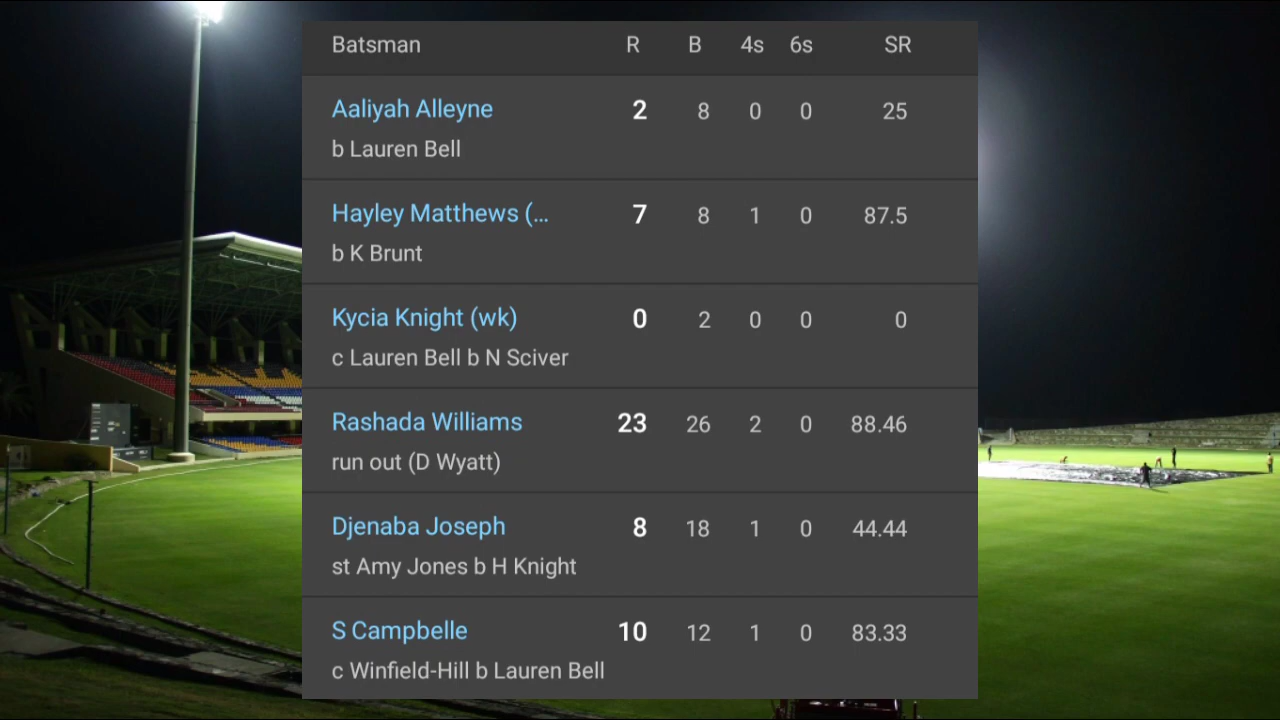 Batsman R B 4s 6s SR
Aaliyah Alleyne 2 8 0 0 25
b Lauren Bell
Hayley Matthews (... 7 8 1 0 87.5
b K Brunt
Kycia Knight (wk) 0 2 0 0 0
c Lauren Bell b N Sciver
Rashada Williams 23 26 2 0 88.46
run out (D Wyatt)
Djenaba Joseph 8 18 1 0 44.44
st Amy Jones b H Knight
S Campbelle 10 12 1 0 83.33
c Winfield-Hill b Lauren Bell